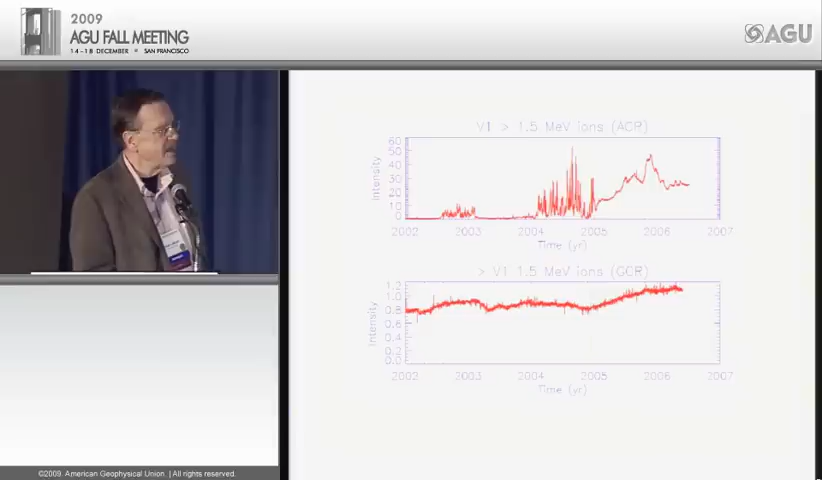 2009
AGU FALL MEETING
14-18 DECEMBER • SAN FRANCISCO
AGU
V1 > 1.5 MeV ions (ACR)
Intensity
60
50
40
30
20
10
0
2002 2003 2004 2005 2006 2007
Time (yr)
> V1 1.5 MeV ions (GCR)
Intensity
1.2
1.0
0.8
0.6
0.4
0.2
0.0
2002 2003 2004 2005 2006 2007
Time (yr)
©2009. American Geophysical Union. | All rights reserved.